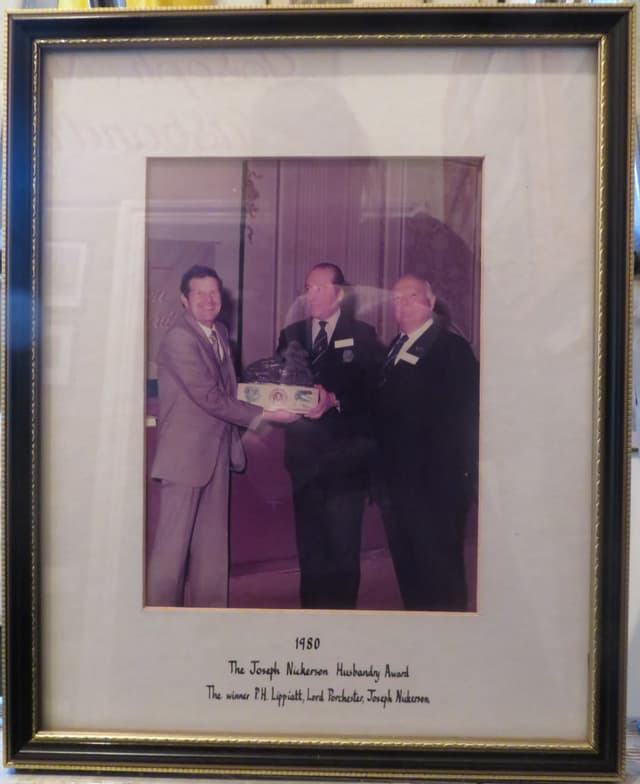 1980
The Joseph Nickerson Husbandry Award
The winner P.H. Lippiatt, Lord Porchester, Joseph Nickerson.